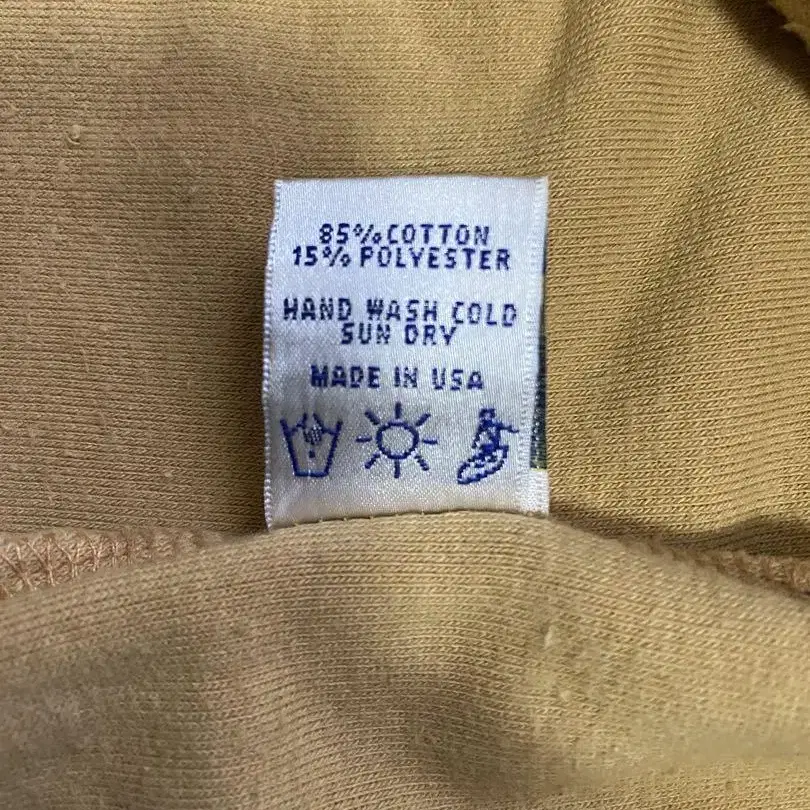 85% COTTON
15% POLYESTER
HAND WASH COLD
SUN DRY
MADE IN USA